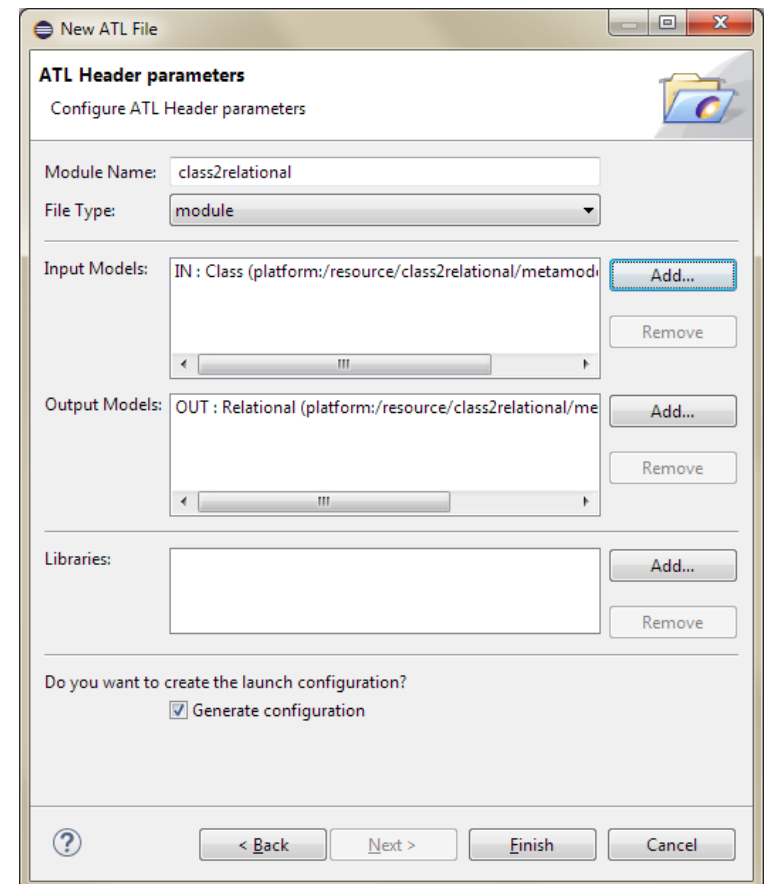 New ATL File
ATL Header parameters
Configure ATL Header parameters
Module Name: class2relational
File Type: module
Input Models: IN : Class (platform:/resource/class2relational/metamod
Add...
Remove
Output Models: OUT : Relational (platform:/resource/class2relational/me
Add...
Remove
Libraries:
Add...
Remove
Do you want to create the launch configuration?
Generate configuration
? < Back Next > Finish Cancel